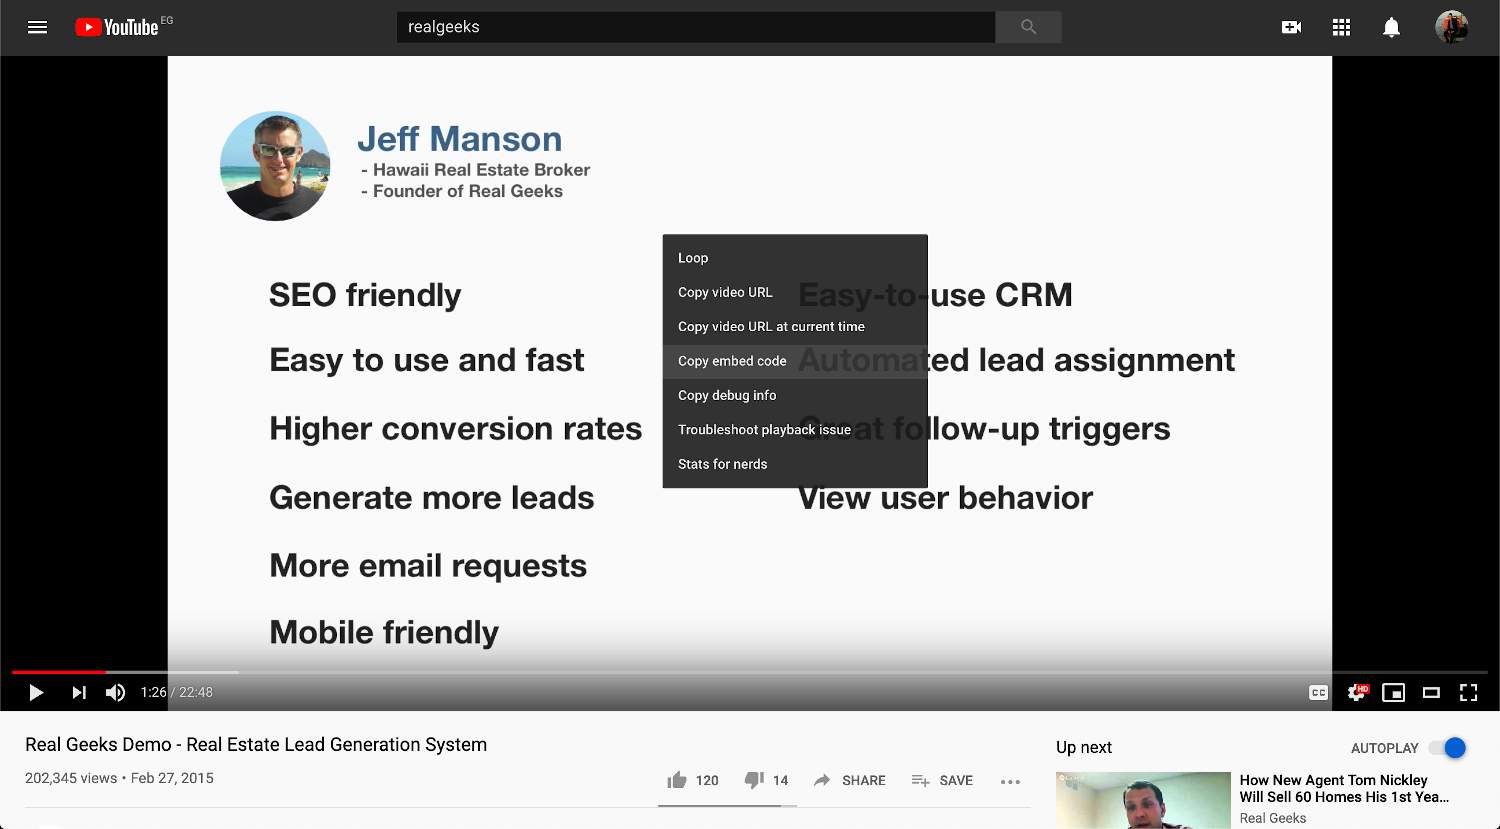 YouTube EG
realgeeks
Jeff Manson
- Hawaii Real Estate Broker
- Founder of Real Geeks
SEO friendly
Easy to use and fast
Higher conversion rates
Generate more leads
More email requests
Mobile friendly
Easy-to-use CRM
Automated lead assignment
Great follow-up triggers
View user behavior
Loop
Copy video URL
Copy video URL at current time
Copy embed code
Copy debug info
Troubleshoot playback issue
Stats for nerds
1:26 / 22:48
CC
HD
Real Geeks Demo - Real Estate Lead Generation System
202,345 views • Feb 27, 2015
120
14
SHARE
SAVE
Up next
AUTOPLAY
How New Agent Tom Nickley
Will Sell 60 Homes His 1st Yea...
Real Geeks